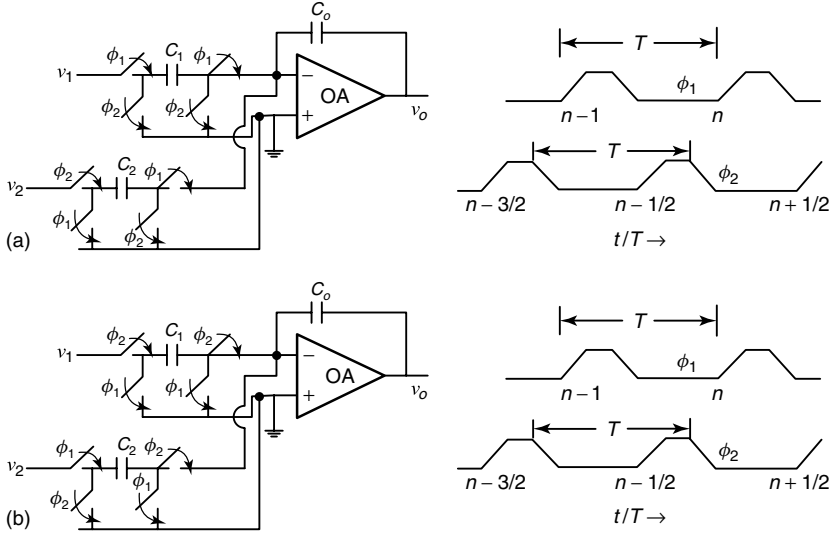 C_o
ϕ_1 C_1 ϕ_1
v_1
ϕ_2 ϕ_2
− OA
+
v_o
ϕ_2 C_2 ϕ_1
v_2
ϕ_1 ϕ_2
(a)
T
ϕ_1
n − 1 n
T
ϕ_2
n − 3/2 n − 1/2 n + 1/2
t/T →
C_o
ϕ_2 C_1 ϕ_2
v_1
ϕ_1 ϕ_1
− OA
+
v_o
ϕ_1 C_2 ϕ_2
v_2
ϕ_2 ϕ_1
(b)
T
ϕ_1
n − 1 n
T
ϕ_2
n − 3/2 n − 1/2 n + 1/2
t/T →